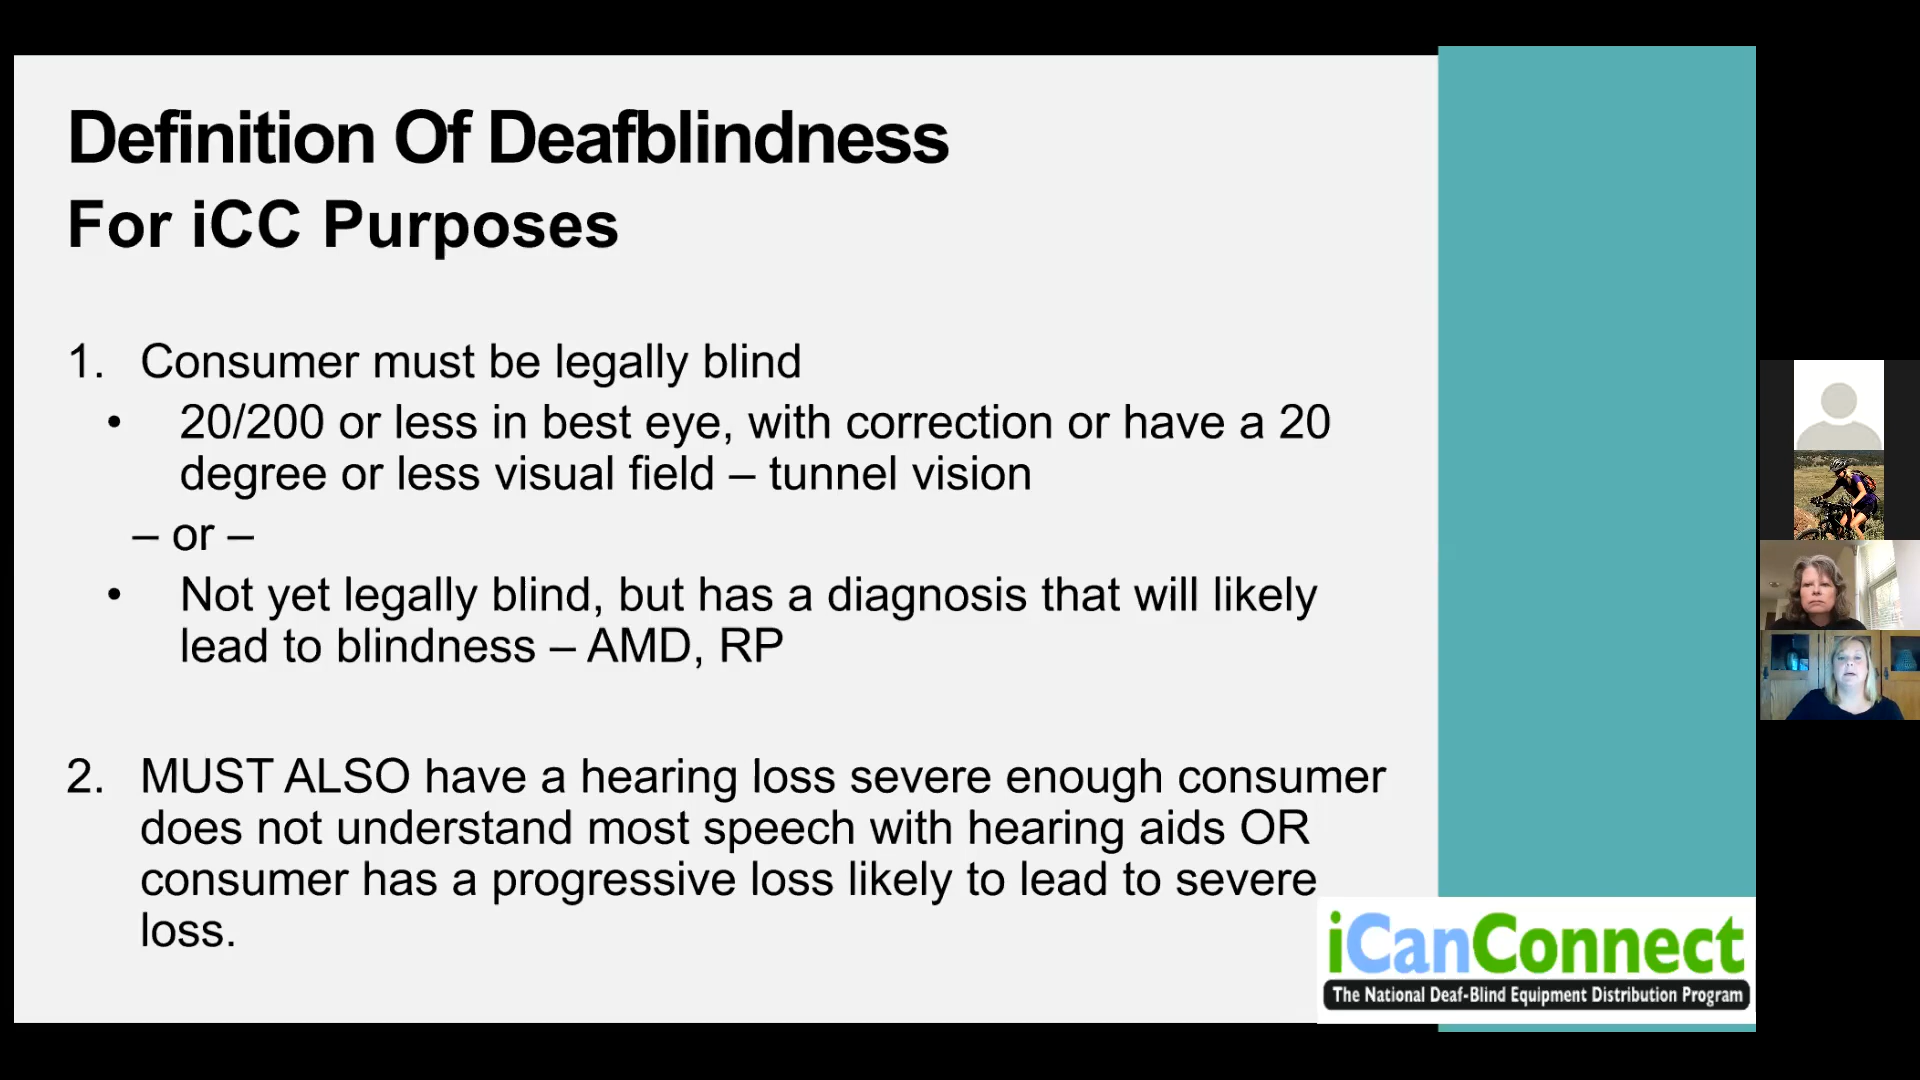 Definition Of Deafblindness
For iCC Purposes
1. Consumer must be legally blind
• 20/200 or less in best eye, with correction or have a 20
degree or less visual field – tunnel vision
– or –
• Not yet legally blind, but has a diagnosis that will likely
lead to blindness – AMD, RP
2. MUST ALSO have a hearing loss severe enough consumer
does not understand most speech with hearing aids OR
consumer has a progressive loss likely to lead to severe
loss.
iCanConnect
The National Deaf-Blind Equipment Distribution Program